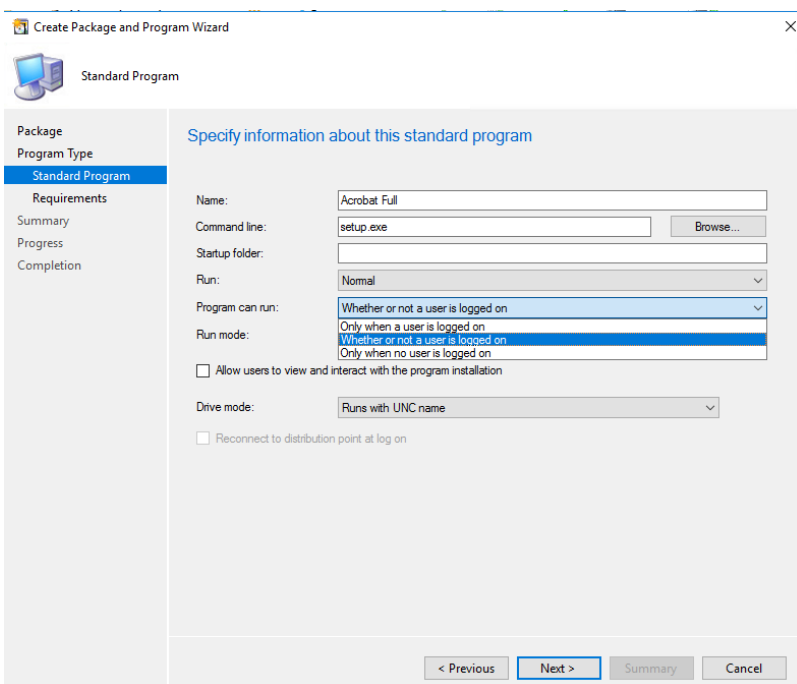 Create Package and Program Wizard
Standard Program
Package
Program Type
Standard Program
Requirements
Summary
Progress
Completion
Specify information about this standard program
Name: Acrobat Full
Command line: setup.exe Browse...
Startup folder:
Run: Normal
Program can run: Whether or not a user is logged on
Only when a user is logged on
Run mode: Whether or not a user is logged on
Only when no user is logged on
Allow users to view and interact with the program installation
Drive mode: Runs with UNC name
Reconnect to distribution point at log on
< Previous Next > Summary Cancel